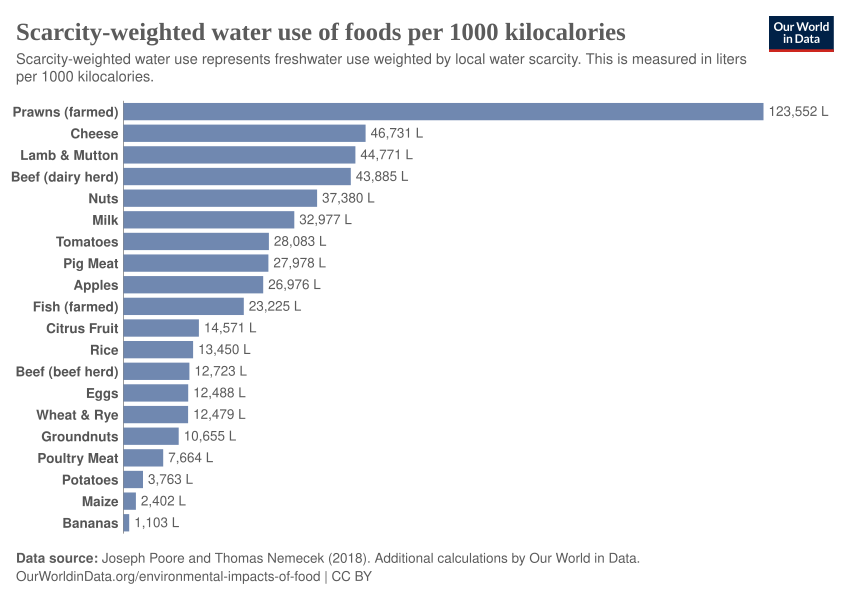 Scarcity-weighted water use of foods per 1000 kilocalories
Our World
in Data
Scarcity-weighted water use represents freshwater use weighted by local water scarcity. This is measured in liters
per 1000 kilocalories.
Prawns (farmed) 123,552 L
Cheese 46,731 L
Lamb & Mutton 44,771 L
Beef (dairy herd) 43,885 L
Nuts 37,380 L
Milk 32,977 L
Tomatoes 28,083 L
Pig Meat 27,978 L
Apples 26,976 L
Fish (farmed) 23,225 L
Citrus Fruit 14,571 L
Rice 13,450 L
Beef (beef herd) 12,723 L
Eggs 12,488 L
Wheat & Rye 12,479 L
Groundnuts 10,655 L
Poultry Meat 7,664 L
Potatoes 3,763 L
Maize 2,402 L
Bananas 1,103 L
Data source: Joseph Poore and Thomas Nemecek (2018). Additional calculations by Our World in Data.
OurWorldinData.org/environmental-impacts-of-food | CC BY